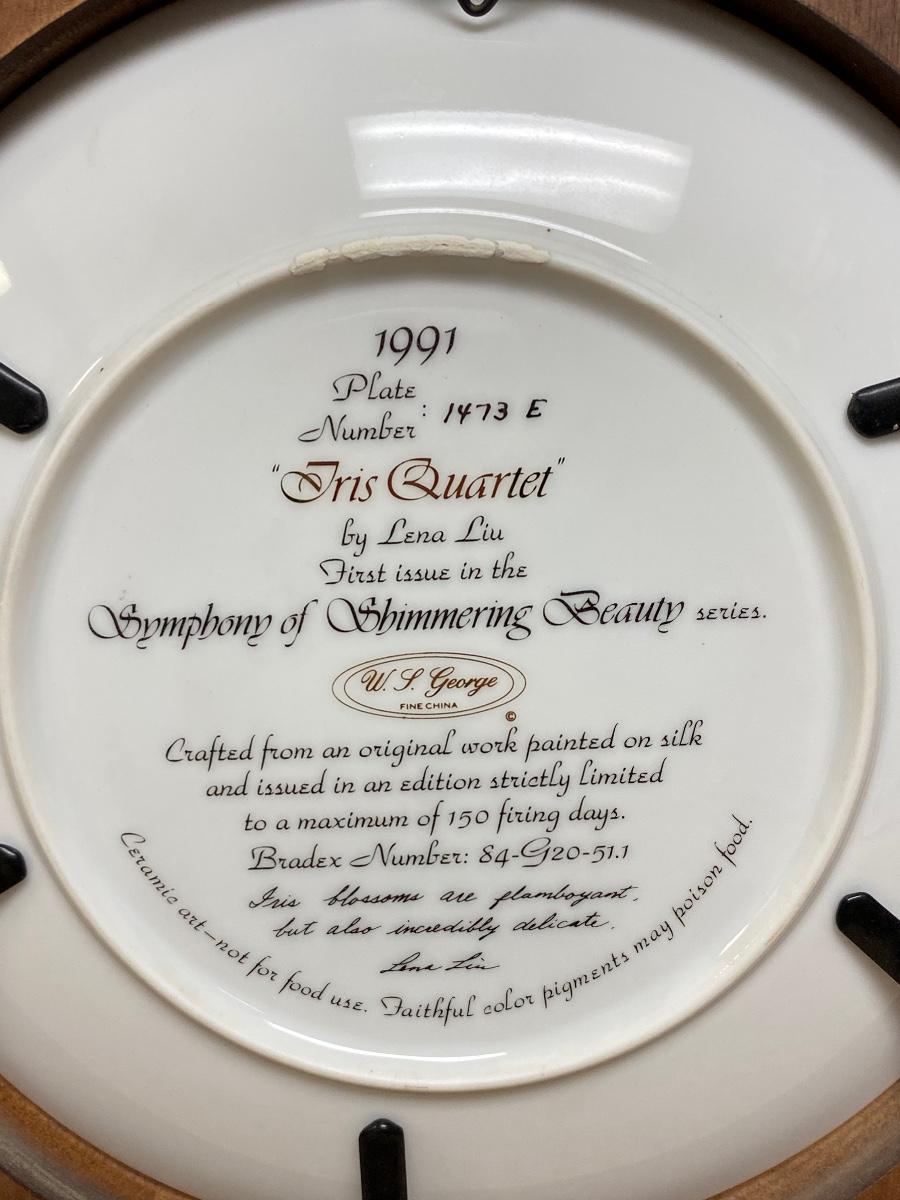 1991
Plate
Number : 1473 E
"Iris Quartet"
by Lena Liu
First issue in the
Symphony of Shimmering Beauty series.
W. S. George
FINE CHINA
©
Crafted from an original work painted on silk
and issued in an edition strictly limited
to a maximum of 150 firing days.
Bradex Number: 84-G20-51.1
Iris blossoms are flamboyant,
but also incredibly delicate.
Lena Liu
Ceramic art—not for food use. Faithful color pigments may poison food.